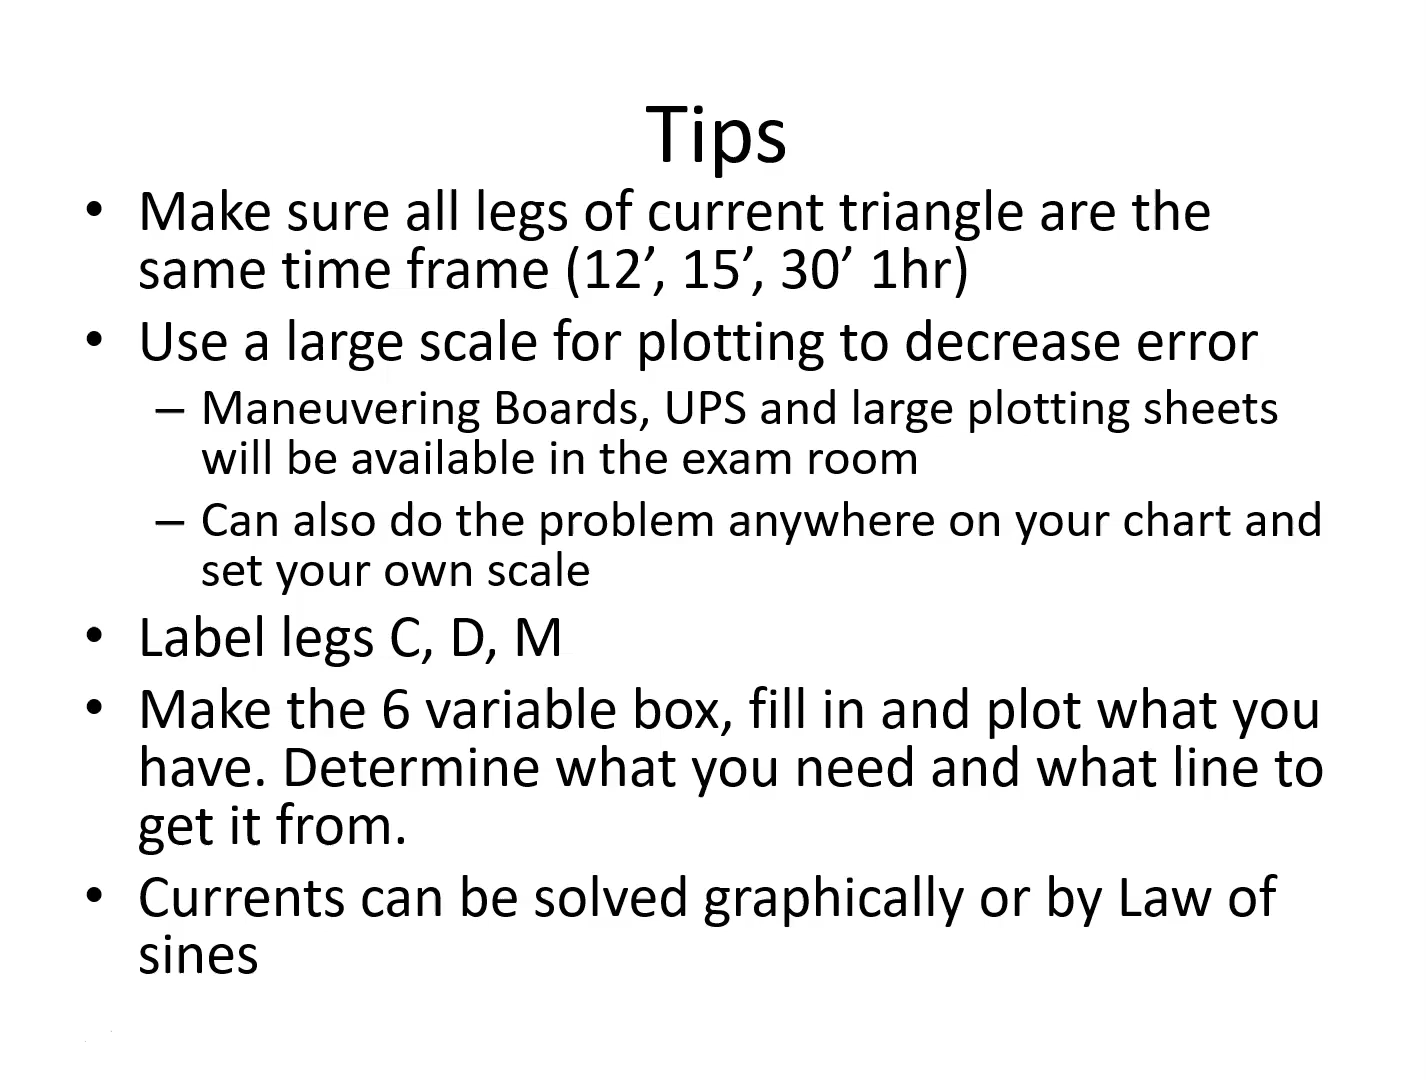 Tips
• Make sure all legs of current triangle are the
same time frame (12’, 15’, 30’ 1hr)
• Use a large scale for plotting to decrease error
– Maneuvering Boards, UPS and large plotting sheets
will be available in the exam room
– Can also do the problem anywhere on your chart and
set your own scale
• Label legs C, D, M
• Make the 6 variable box, fill in and plot what you
have. Determine what you need and what line to
get it from.
• Currents can be solved graphically or by Law of
sines